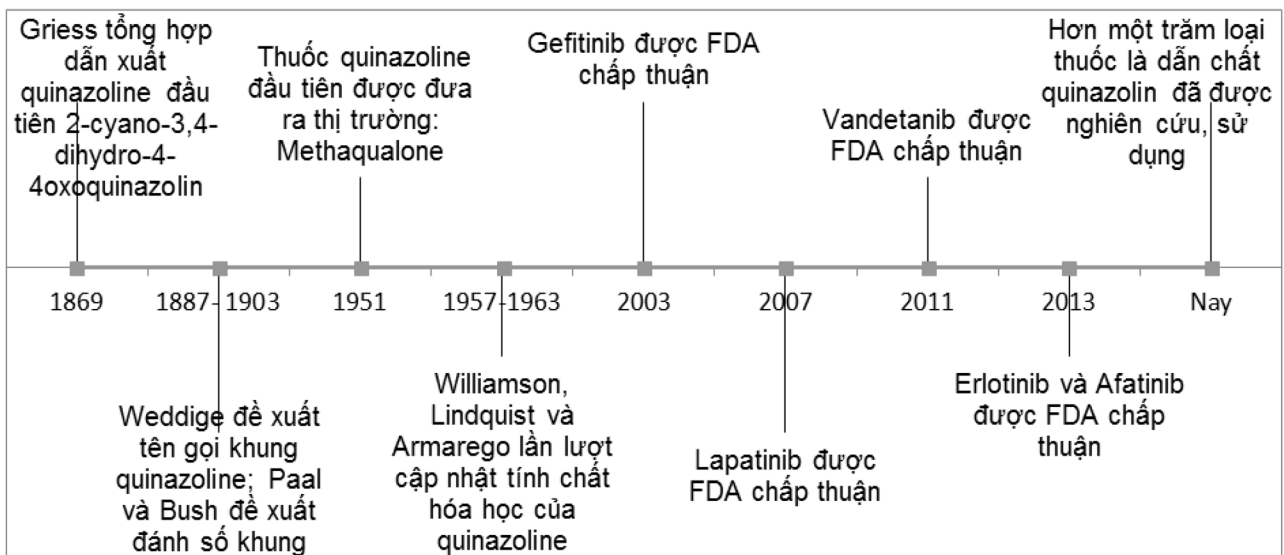 Griess tổng hợp
dẫn xuất
quinazoline đầu
tiên 2-cyano-3,4-
dihydro-4-
4oxoquinazolin
Thuốc quinazoline
đầu tiên được đưa
ra thị trường:
Methaqualone
Gefitinib được FDA
chấp thuận
Vandetanib được
FDA chấp thuận
Hơn một trăm loại
thuốc là dẫn chất
quinazolin đã được
nghiên cứu, sử
dụng
1869 1887-1903 1951 1957-1963 2003 2007 2011 2013 Nay
Weddige đề xuất
tên gọi khung
quinazoline; Paal
và Bush đề xuất
đánh số khung
Williamson,
Lindquist và
Armarego lần lượt
cập nhật tính chất
hóa học của
quinazoline
Lapatinib được
FDA chấp thuận
Erlotinib và Afatinib
được FDA chấp
thuận